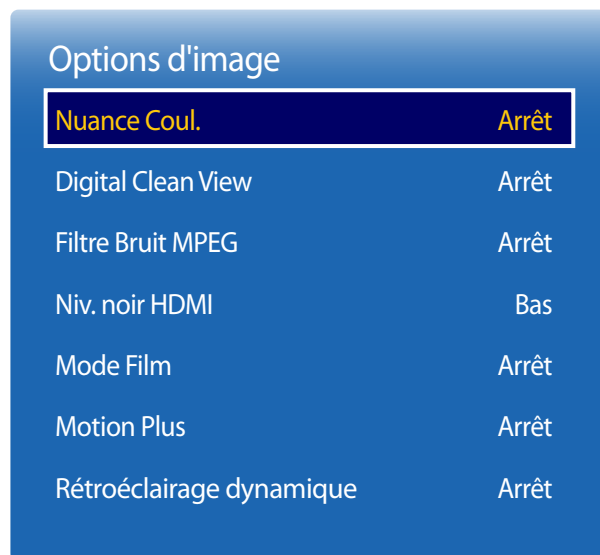 Options d'image
Nuance Coul. Arrêt
Digital Clean View Arrêt
Filtre Bruit MPEG Arrêt
Niv. noir HDMI Bas
Mode Film Arrêt
Motion Plus Arrêt
Rétroéclairage dynamique Arrêt